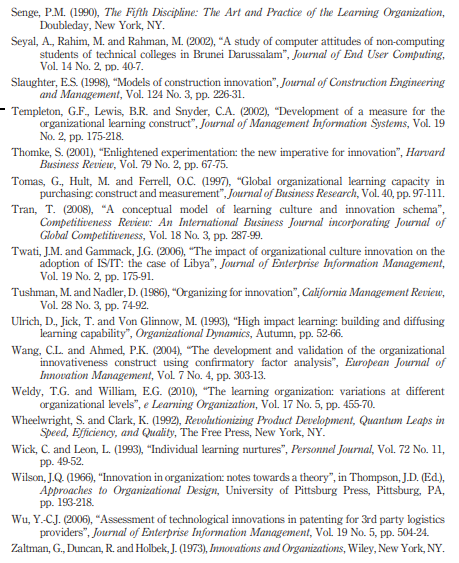 Senge, P.M. (1990), The Fifth Discipline: The Art and Practice of the Learning Organization,
Doubleday, New York, NY.
Seyal, A., Rahim, M. and Rahman, M. (2002), “A study of computer attitudes of non-computing
students of technical colleges in Brunei Darussalam”, Journal of End User Computing,
Vol. 14 No. 2, pp. 40-7.
Slaughter, E.S. (1998), “Models of construction innovation”, Journal of Construction Engineering
and Management, Vol. 124 No. 3, pp. 226-31.
Templeton, G.F., Lewis, B.R. and Snyder, C.A. (2002), “Development of a measure for the
organizational learning construct”, Journal of Management Information Systems, Vol. 19
No. 2, pp. 175-218.
Thomke, S. (2001), “Enlightened experimentation: the new imperative for innovation”, Harvard
Business Review, Vol. 79 No. 2, pp. 67-75.
Tomas, G., Hult, M. and Ferrell, O.C. (1997), “Global organizational learning capacity in
purchasing: construct and measurement”, Journal of Business Research, Vol. 40, pp. 97-111.
Tran, T. (2008), “A conceptual model of learning culture and innovation schema”,
Competitiveness Review: An International Business Journal incorporating Journal of
Global Competitiveness, Vol. 18 No. 3, pp. 287-99.
Twati, J.M. and Gammack, J.G. (2006), “The impact of organizational culture innovation on the
adoption of IS/IT: the case of Libya”, Journal of Enterprise Information Management,
Vol. 19 No. 2, pp. 175-91.
Tushman, M. and Nadler, D. (1986), “Organizing for innovation”, California Management Review,
Vol. 28 No. 3, pp. 74-92.
Ulrich, D., Jick, T. and Von Glinnow, M. (1993), “High impact learning: building and diffusing
learning capability”, Organizational Dynamics, Autumn, pp. 52-66.
Wang, C.L. and Ahmed, P.K. (2004), “The development and validation of the organizational
innovativeness construct using confirmatory factor analysis”, European Journal of
Innovation Management, Vol. 7 No. 4, pp. 303-13.
Weldy, T.G. and William, E.G. (2010), “The learning organization: variations at different
organizational levels”, e Learning Organization, Vol. 17 No. 5, pp. 455-70.
Wheelwright, S. and Clark, K. (1992), Revolutionizing Product Development, Quantum Leaps in
Speed, Efficiency, and Quality, The Free Press, New York, NY.
Wick, C. and Leon, L. (1993), “Individual learning nurtures”, Personnel Journal, Vol. 72 No. 11,
pp. 49-52.
Wilson, J.Q. (1966), “Innovation in organization: notes towards a theory”, in Thompson, J.D. (Ed.),
Approaches to Organizational Design, University of Pittsburg Press, Pittsburg, PA,
pp. 193-218.
Wu, Y.-C.J. (2006), “Assessment of technological innovations in patenting for 3rd party logistics
providers”, Journal of Enterprise Information Management, Vol. 19 No. 5, pp. 504-24.
Zaltman, G., Duncan, R. and Holbek, J. (1973), Innovations and Organizations, Wiley, New York, NY.